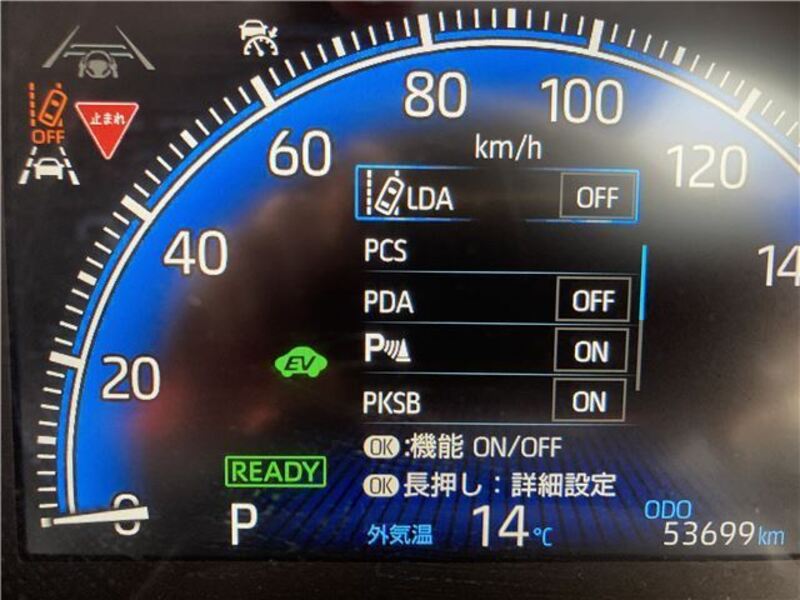 80
100
60
km/h
120
止まれ
OFF
LDA OFF
40
PCS
14
PDA OFF
P ON
EV
20
PKSB ON
OK:機能 ON/OFF
READY
OK長押し:詳細設定
0
P
外気温 14℃
ODO
53699km